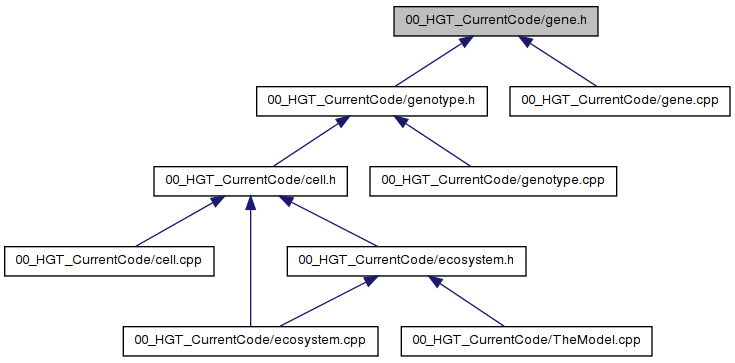 00_HGT_CurrentCode/gene.h
00_HGT_CurrentCode/genotype.h
00_HGT_CurrentCode/gene.cpp
00_HGT_CurrentCode/cell.h
00_HGT_CurrentCode/genotype.cpp
00_HGT_CurrentCode/cell.cpp
00_HGT_CurrentCode/ecosystem.h
00_HGT_CurrentCode/ecosystem.cpp
00_HGT_CurrentCode/TheModel.cpp